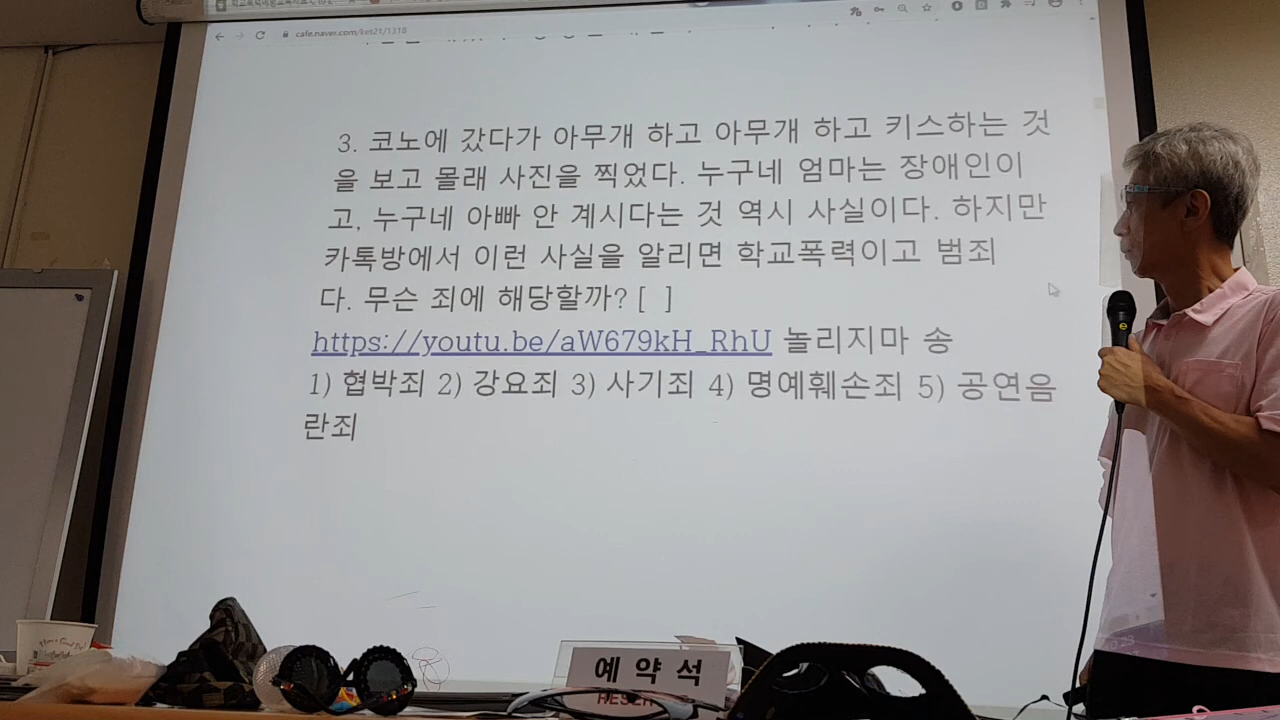 cafe.naver.com/ket21/1318
3. 코노에 갔다가 아무개 하고 아무개 하고 키스하는 것
을 보고 몰래 사진을 찍었다. 누구네 엄마는 장애인이
고, 누구네 아빠 안 계시다는 것 역시 사실이다. 하지만
카톡방에서 이런 사실을 알리면 학교폭력이고 범죄
다. 무슨 죄에 해당할까? [ ]
https://youtu.be/aW679kH_RhU 놀리지마 송
1) 협박죄 2) 강요죄 3) 사기죄 4) 명예훼손죄 5) 공연음
란죄
예약석